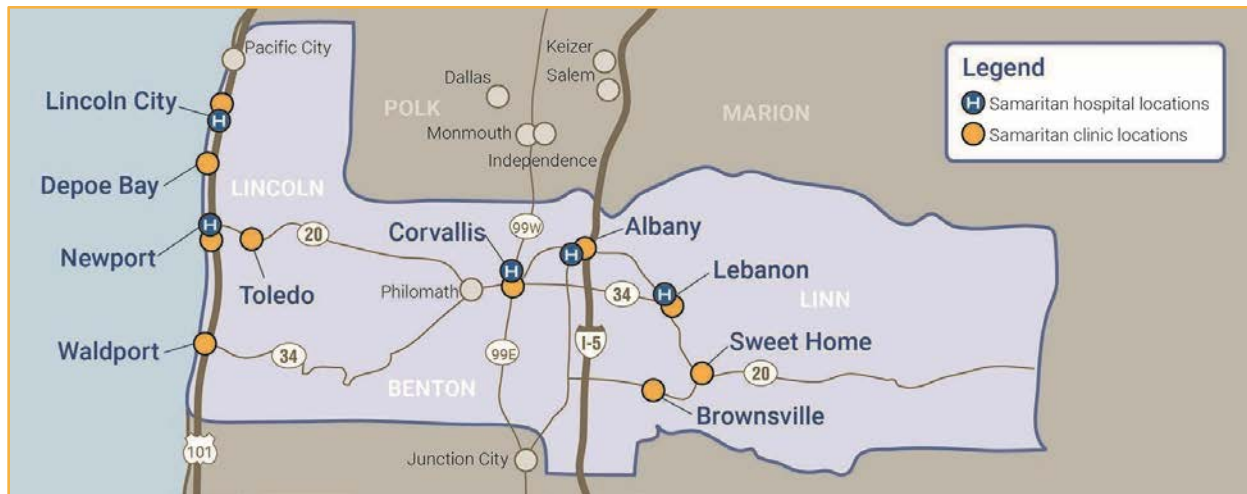 Pacific City
Keizer
Salem
Dallas
Lincoln City
H
POLK
MARION
Monmouth
Independence
Legend
H Samaritan hospital locations
Samaritan clinic locations
Depoe Bay
LINCOLN
Newport
H
20
99W
Corvallis
H
Albany
H
Toledo
Philomath
34
Lebanon
H
LINN
Waldport
34
99E
I-5
Sweet Home
20
BENTON
Brownsville
101
Junction City